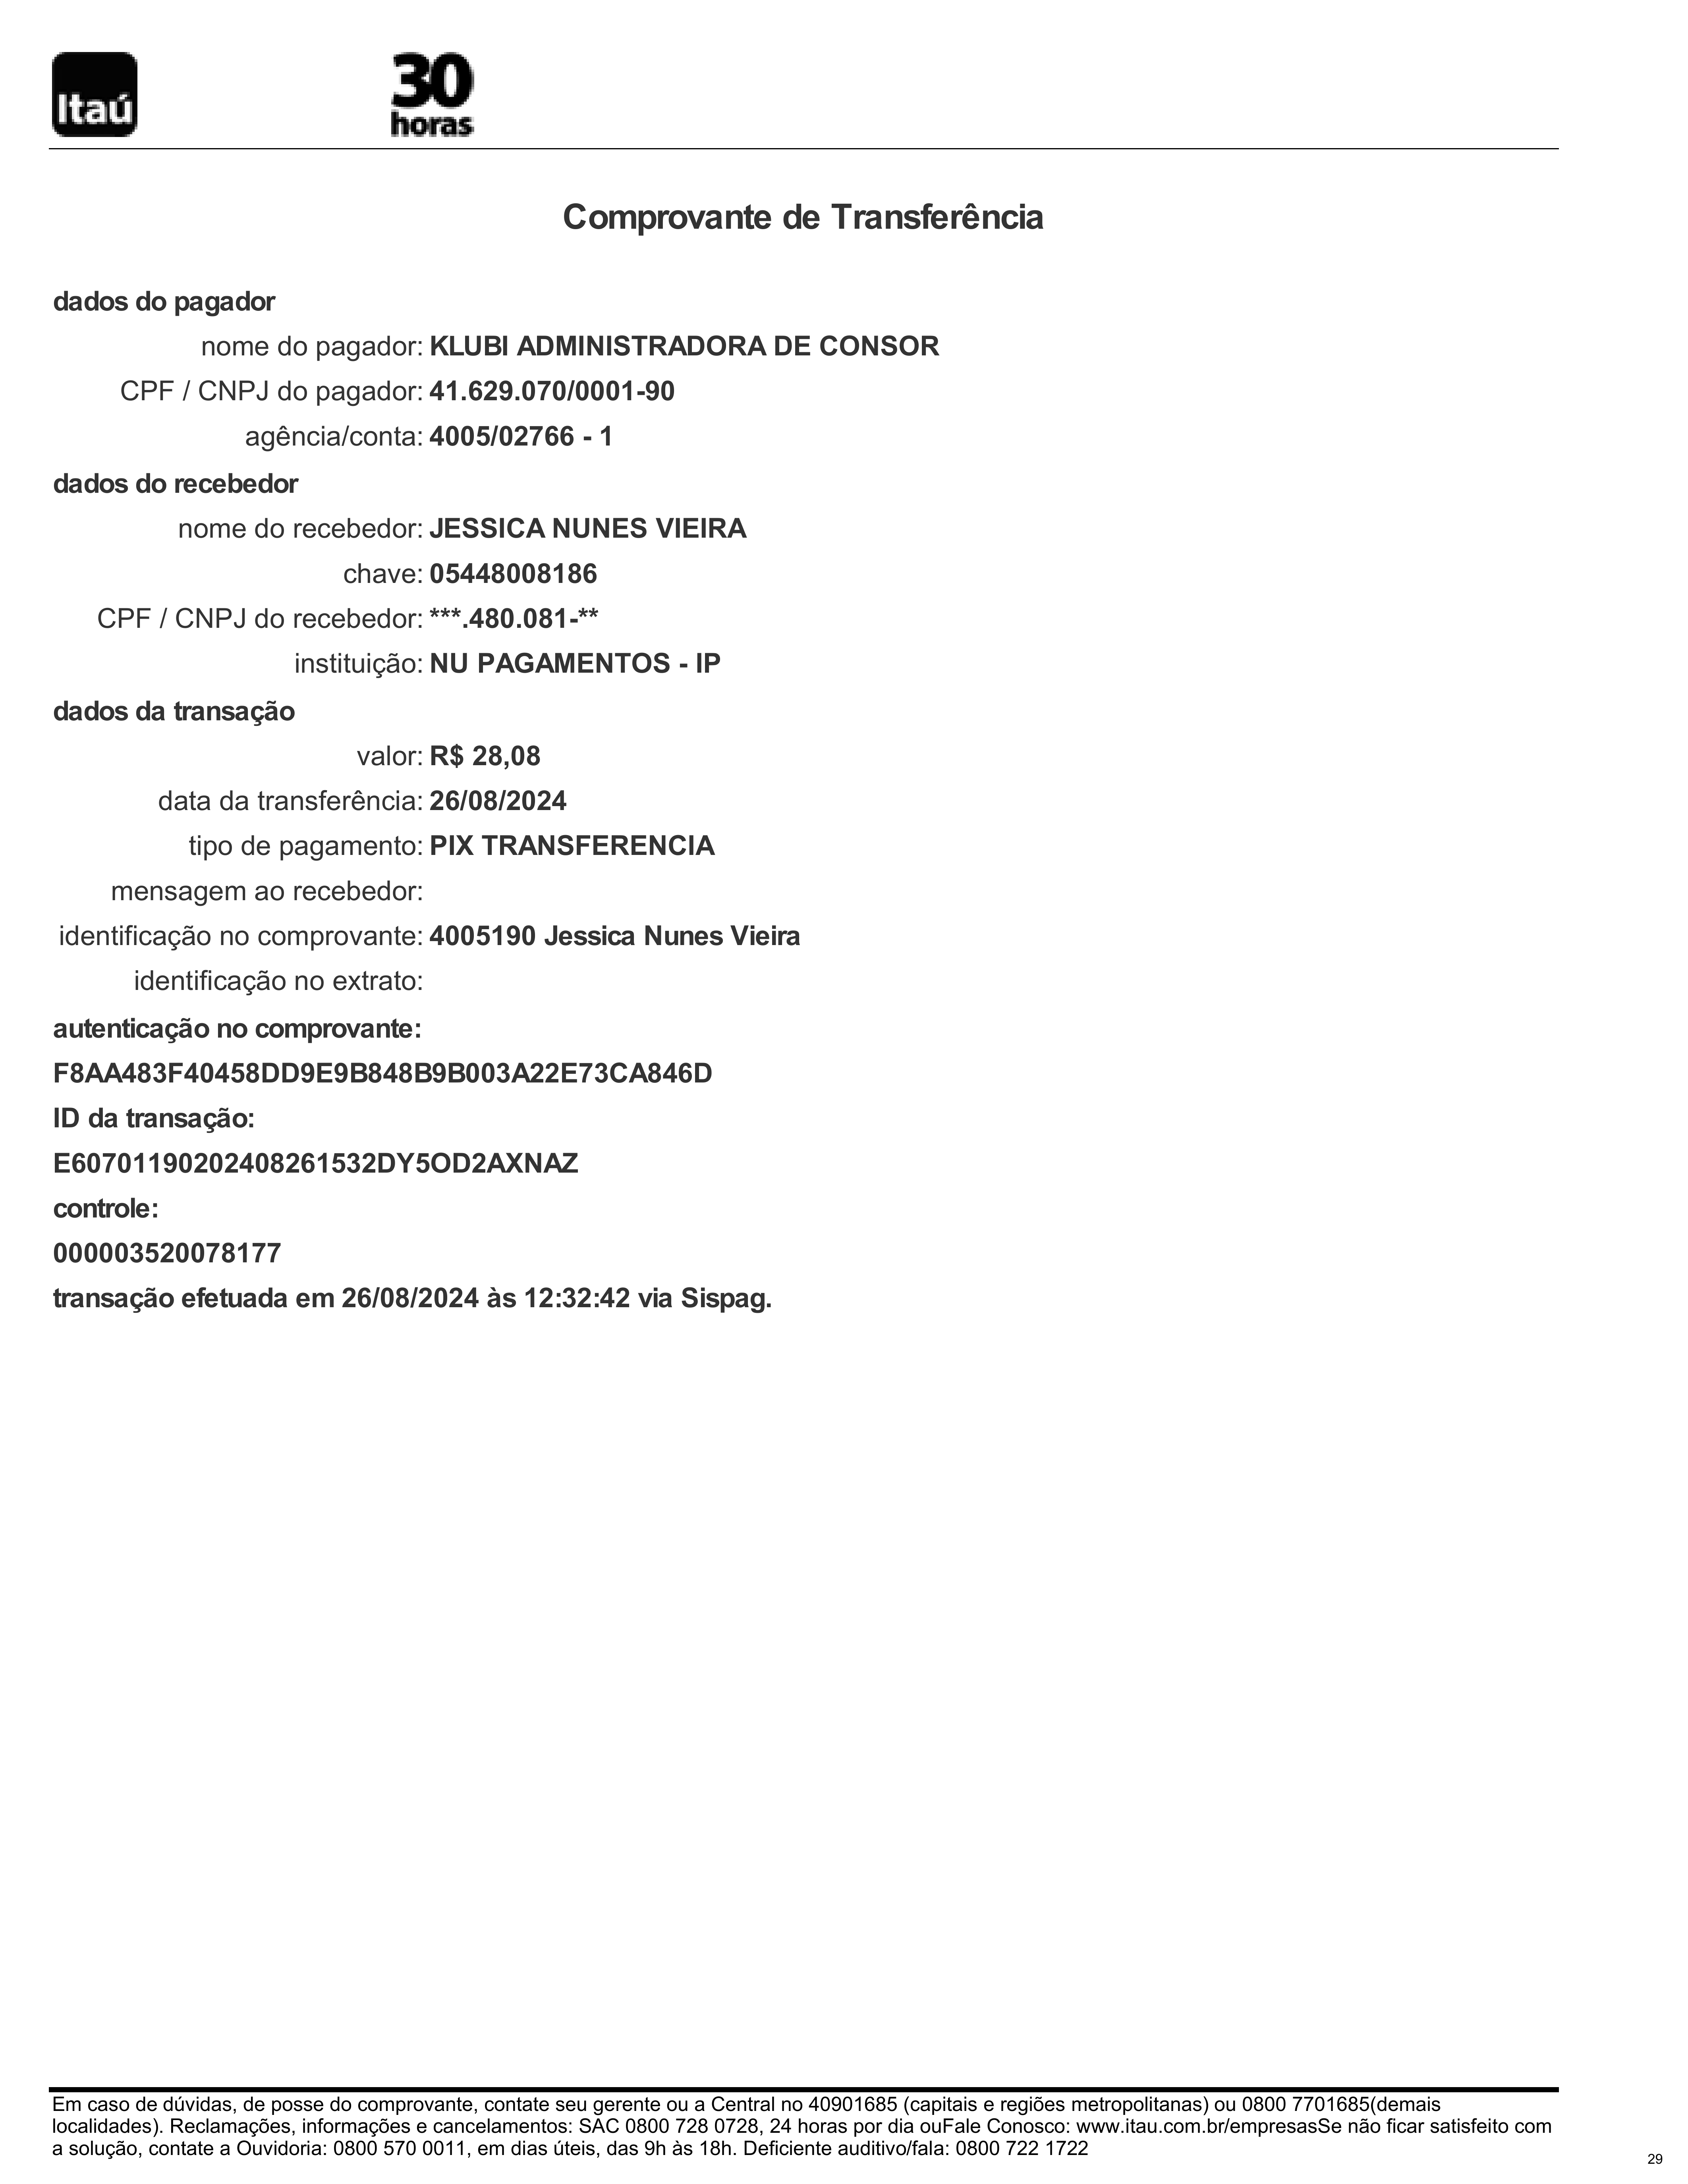 Itaú
30
horas
Comprovante de Transferência
dados do pagador
nome do pagador: KLUBI ADMINISTRADORA DE CONSOR
CPF / CNPJ do pagador: 41.629.070/0001-90
agência/conta: 4005/02766 - 1
dados do recebedor
nome do recebedor: JESSICA NUNES VIEIRA
chave: 05448008186
CPF / CNPJ do recebedor: ***.480.081-**
instituição: NU PAGAMENTOS - IP
dados da transação
valor: R$ 28,08
data da transferência: 26/08/2024
tipo de pagamento: PIX TRANSFERENCIA
mensagem ao recebedor:
identificação no comprovante: 4005190 Jessica Nunes Vieira
identificação no extrato:
autenticação no comprovante:
F8AA483F40458DD9E9B848B9B003A22E73CA846D
ID da transação:
E60701190202408261532DY5OD2AXNAZ
controle:
000003520078177
transação efetuada em 26/08/2024 às 12:32:42 via Sispag.
Em caso de dúvidas, de posse do comprovante, contate seu gerente ou a Central no 40901685 (capitais e regiões metropolitanas) ou 0800 7701685(demais
localidades). Reclamações, informações e cancelamentos: SAC 0800 728 0728, 24 horas por dia ouFale Conosco: www.itau.com.br/empresasSe não ficar satisfeito com
a solução, contate a Ouvidoria: 0800 570 0011, em dias úteis, das 9h às 18h. Deficiente auditivo/fala: 0800 722 1722
29